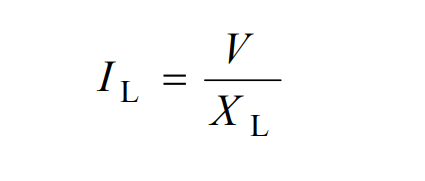 I_L = V / X_L